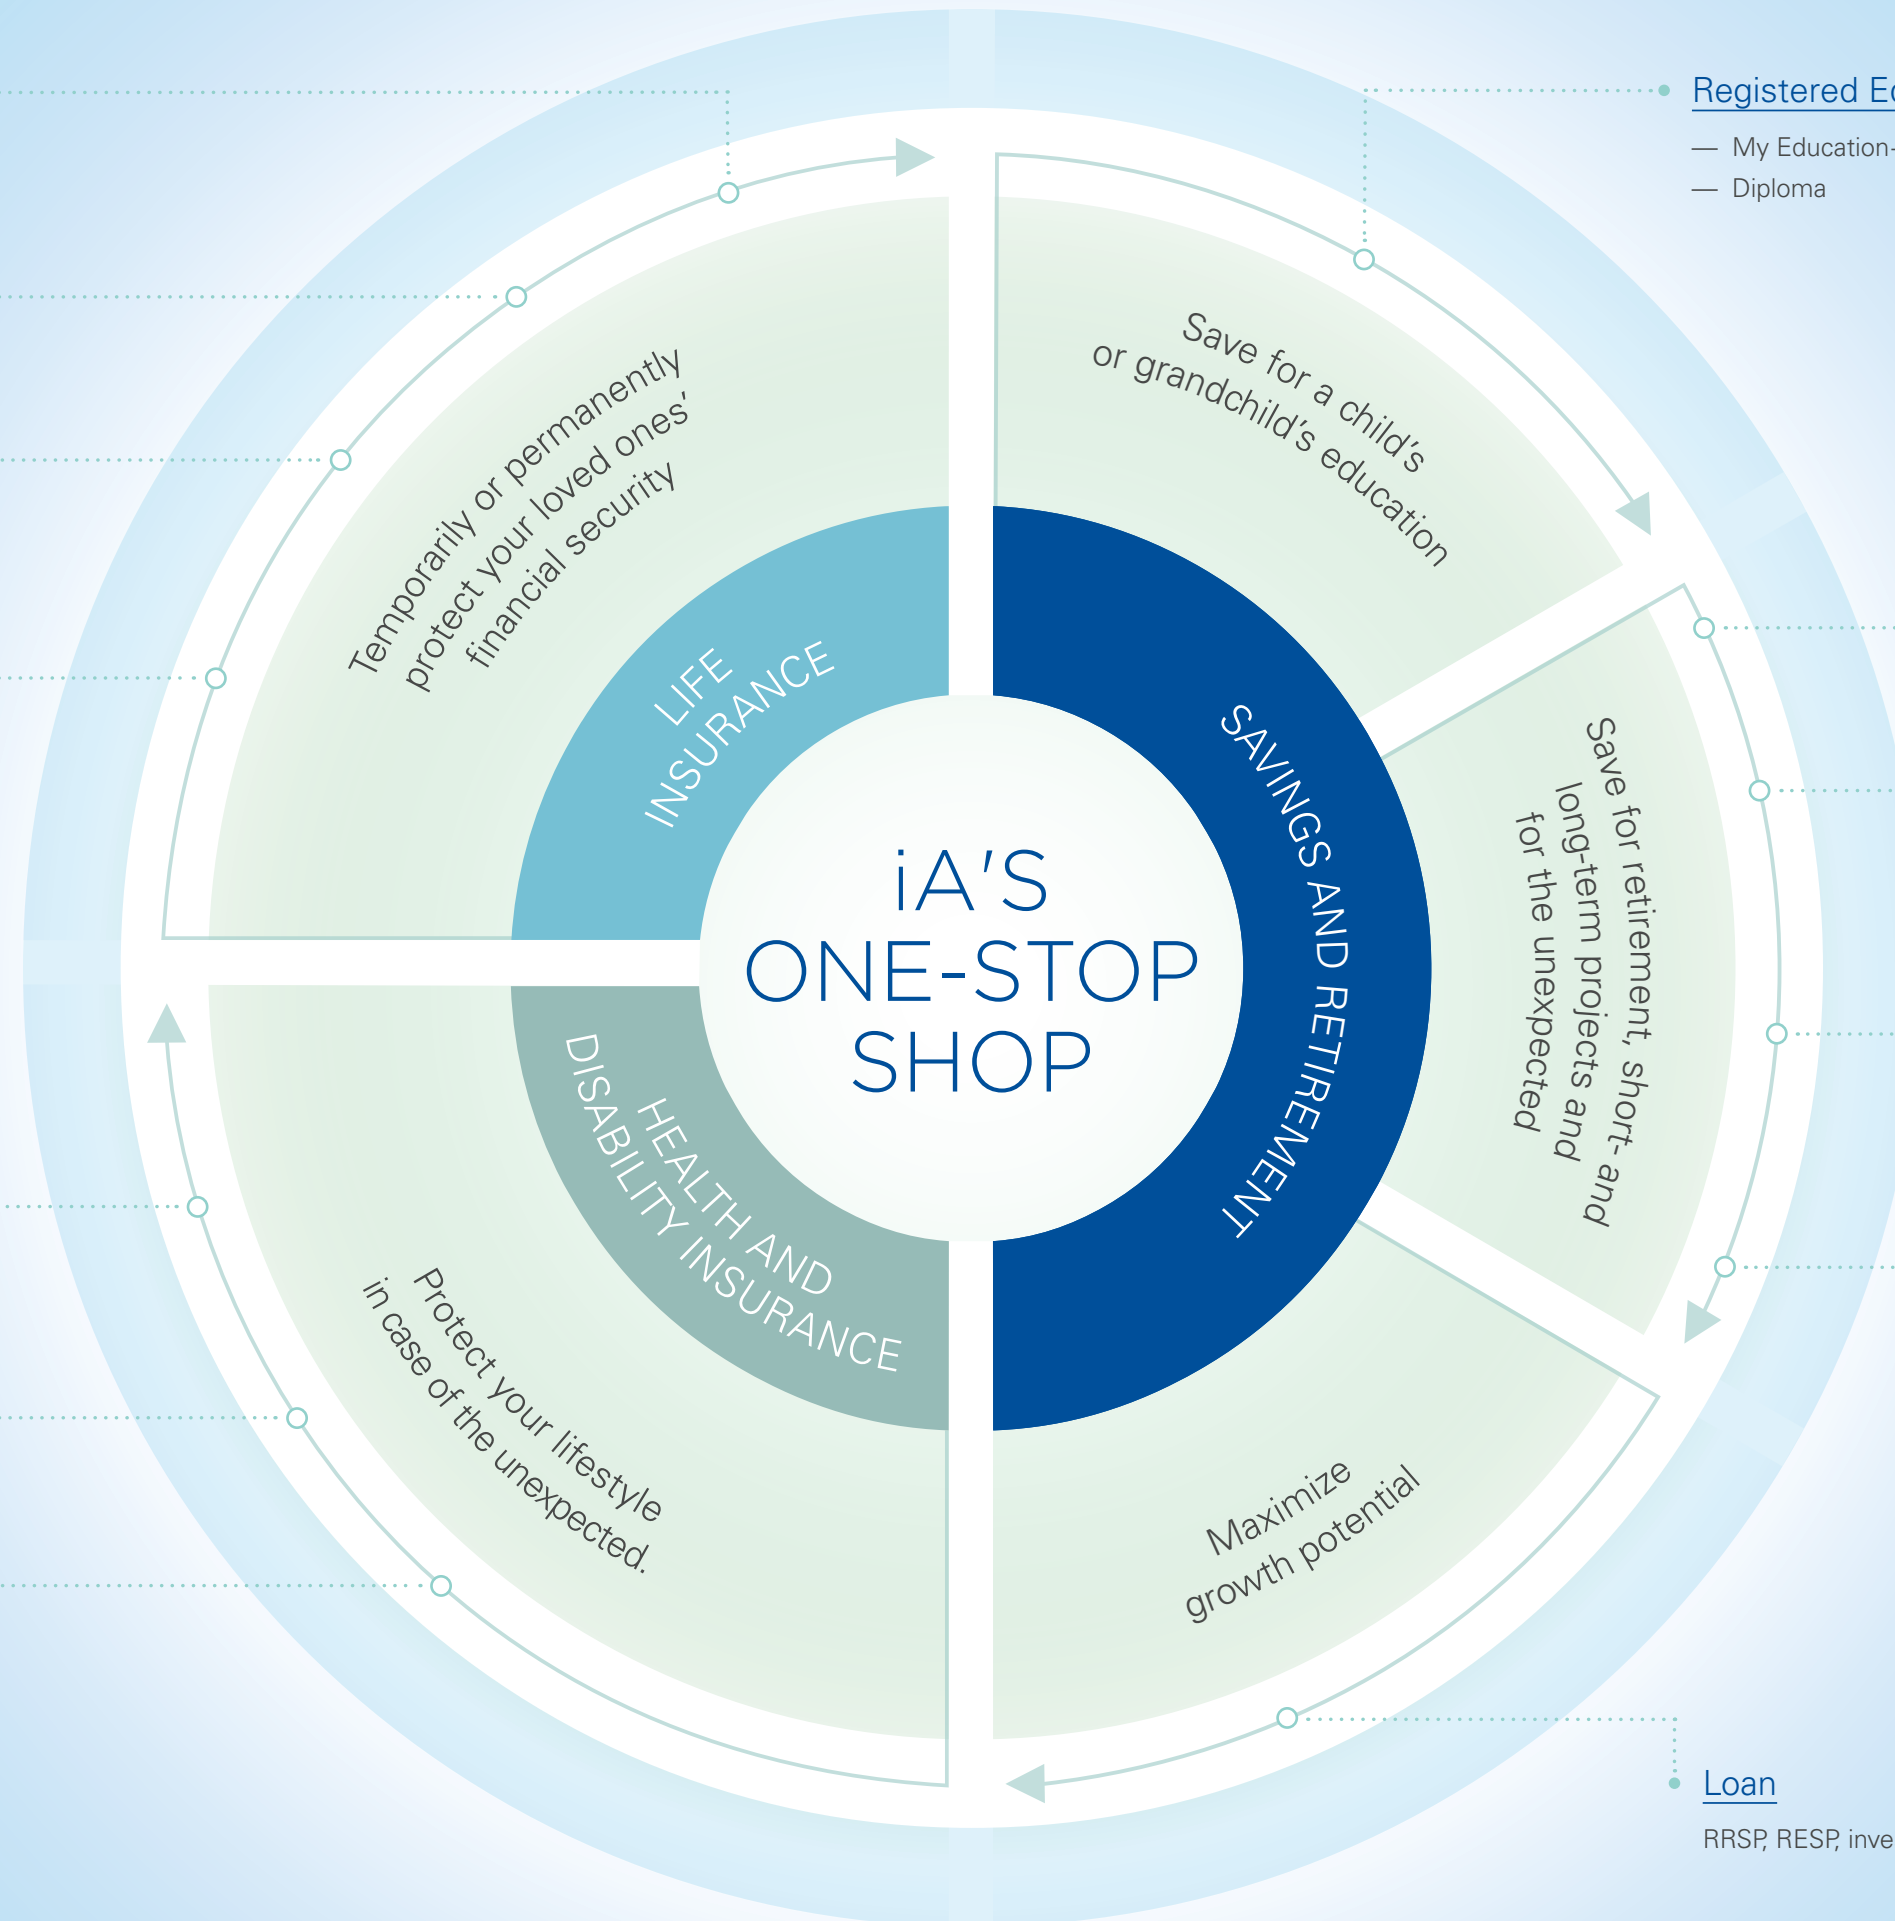 Registered
— My Education-
— Diploma
Temporarily or permanently
protect your loved ones'
financial security
Save for a child's
or grandchild's education
LIFE
INSURANCE
SAVINGS AND RETIREMENT
Save for retirement, short- and
long-term projects and
for the unexpected
iA'S
ONE-STOP
SHOP
HEALTH AND
DISABILITY INSURANCE
Protect your lifestyle
in case of the unexpected.
Maximize
growth potential
Loan
RRSP, RESP,